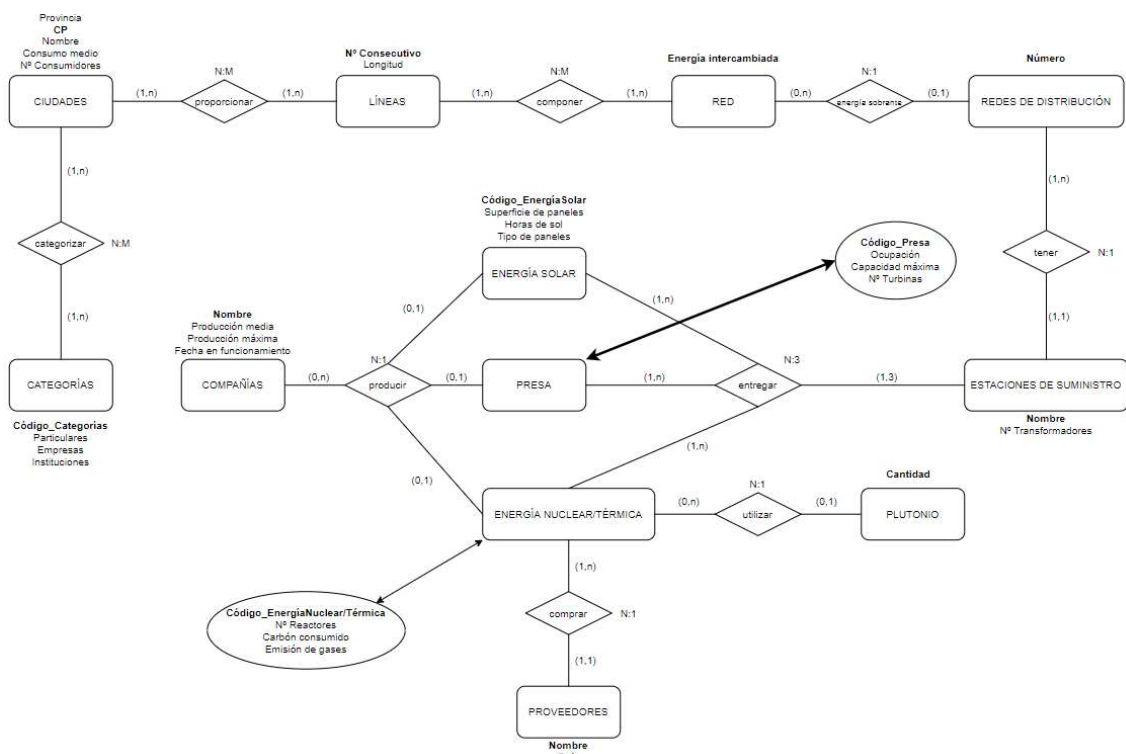 Provincia
CP
Nombre
Consumo medio
Nº Consumidores
CIUDADES
(1,n)
N:M
proporcionar
(1,n)
Nº Consecutivo
Longitud
LÍNEAS
(1,n)
N:M
componer
(1,n)
Energía intercambiada
RED
(0,n)
N:1
energía sobrante
(0,1)
Número
REDES DE DISTRIBUCIÓN
(1,n)
categorizar
N:M
(1,n)
CATEGORÍAS
Código_Categorías
Particulares
Empresas
Instituciones
Código_EnergíaSolar
Superficie de paneles
Horas de sol
Tipo de paneles
ENERGÍA SOLAR
(0,1)
(1,n)
Código_Presa
Ocupación
Capacidad máxima
Nº Turbinas
(1,n)
tener
N:1
(1,1)
Nombre
Producción media
Producción máxima
Fecha en funcionamiento
COMPAÑÍAS
(0,n)
N:1
producir
(0,1)
PRESA
(1,n)
N:3
entregar
(1,3)
ESTACIONES DE SUMINISTRO
Nombre
Nº Transformadores
(0,1)
(1,n)
ENERGÍA NUCLEAR/TÉRMICA
(0,n)
N:1
utilizar
(0,1)
Cantidad
PLUTONIO
Código_EnergíaNuclear/Térmica
Nº Reactores
Carbón consumido
Emisión de gases
(1,n)
comprar
N:1
(1,1)
PROVEEDORES
Nombre